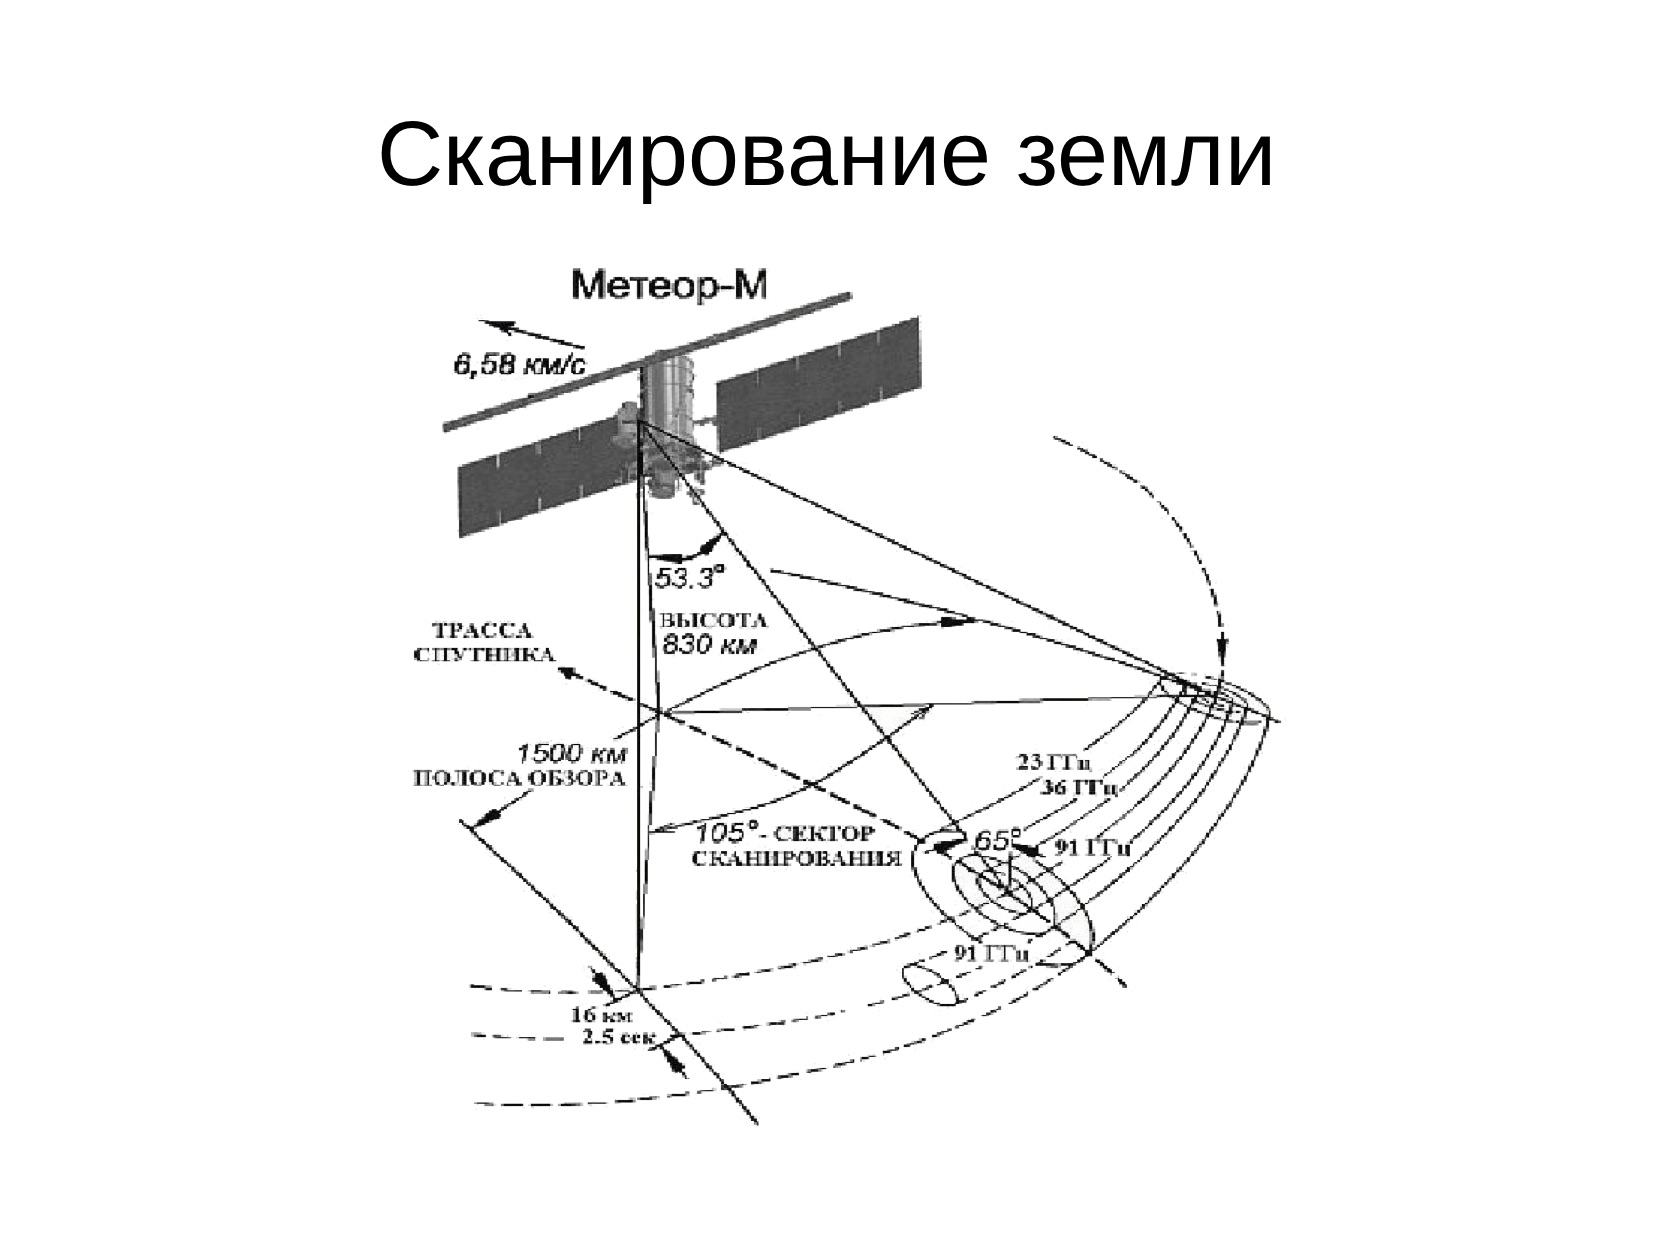 Сканирование земли
Метеор-М
6,58 км/с
53.3°
ВЫСОТА
830 км
ТРАССА
СПУТНИКА
1500 км
ПОЛОСА ОБЗОРА
23 ГГц
36 ГГц
105°- СЕКТОР
СКАНИРОВАНИЯ
65°
91 ГГц
91 ГГц
16 км
2.5 сек